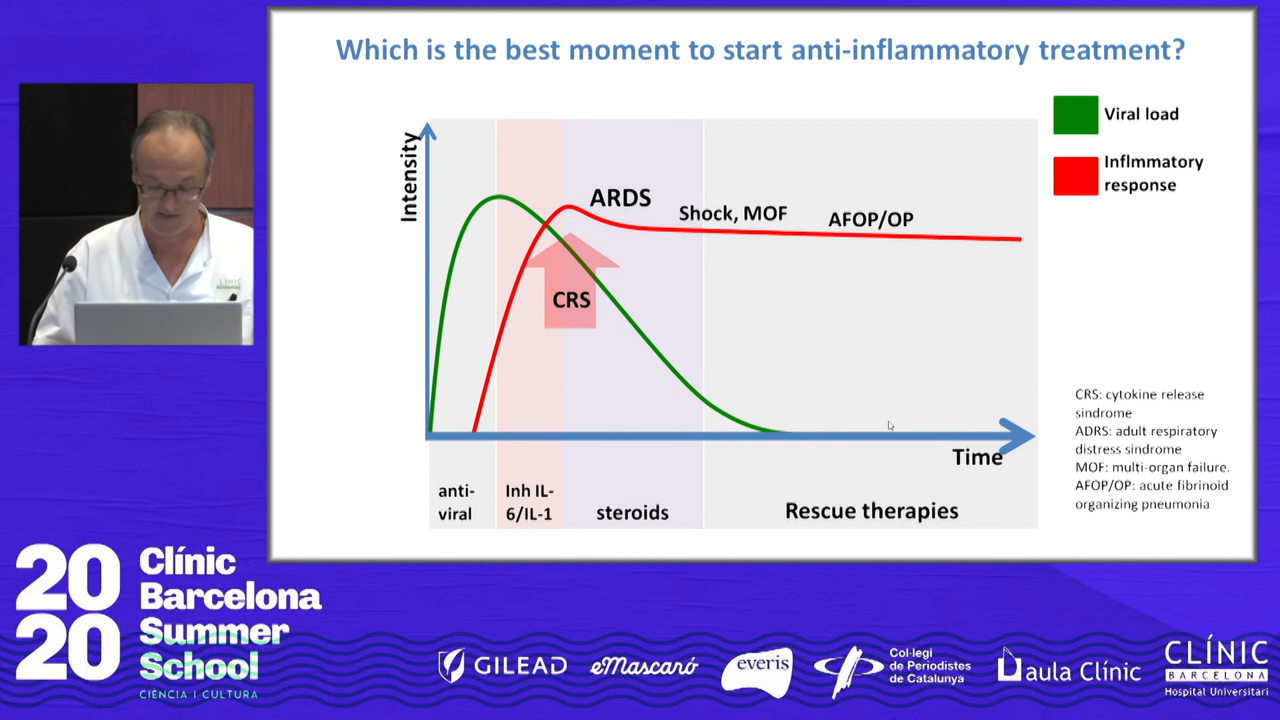 Which is the best moment to start anti-inflammatory treatment?
Intensity
Viral load
Inflmmatory
response
ARDS
Shock, MOF
AFOP/OP
CRS
Time
anti-
viral
Inh IL-
6/IL-1
steroids
Rescue therapies
CRS: cytokine release
sindrome
ADRS: adult respiratory
distress sindrome
MOF: multi-organ failure.
AFOP/OP: acute fibrinoid
organizing pneumonia
20
20
Clínic
Barcelona
Summer
School
CIÈNCIA I CULTURA
GILEAD
eMascaró
everis
Col·legi
de Periodistes
de Catalunya
aula Clínic
CLÍNIC
BARCELONA
Hospital Universitari